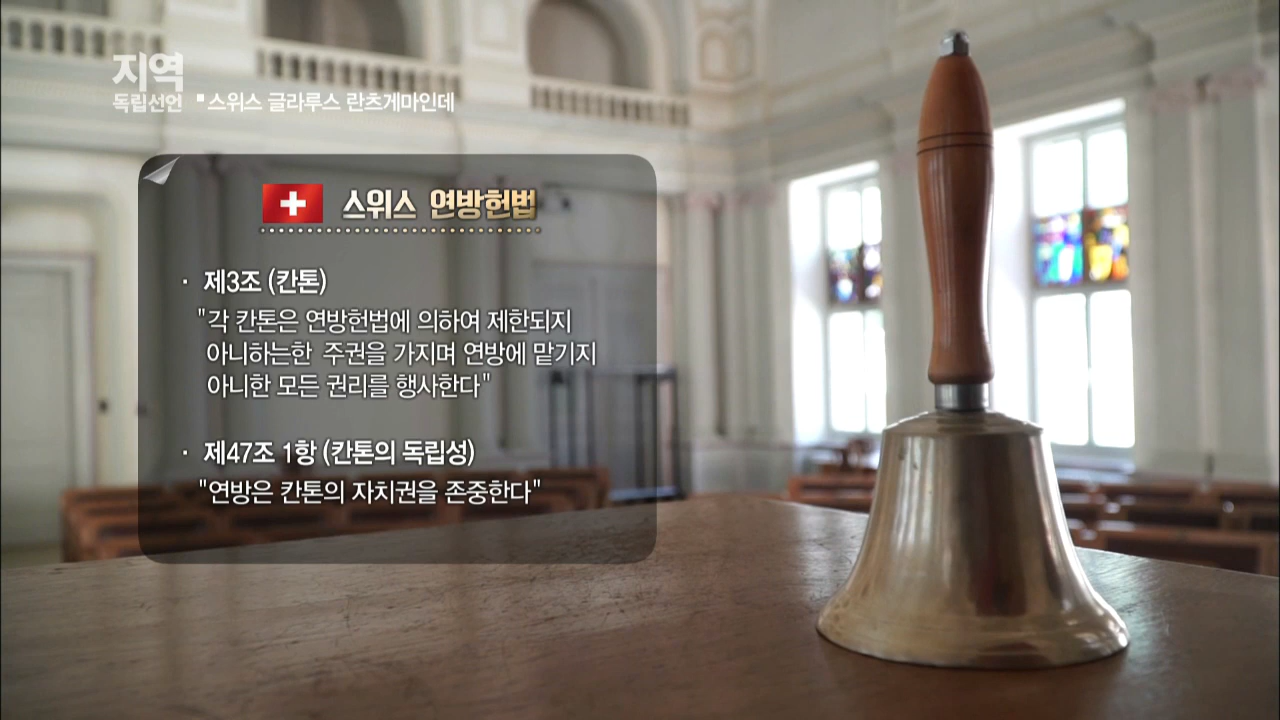 지역
독립선언
스위스 글라루스 란츠게마인데
스위스 연방헌법
· 제3조 (칸톤)
"각 칸톤은 연방헌법에 의하여 제한되지
아니하는한 주권을 가지며 연방에 맡기지
아니한 모든 권리를 행사한다"
· 제47조 1항 (칸톤의 독립성)
"연방은 칸톤의 자치권을 존중한다"